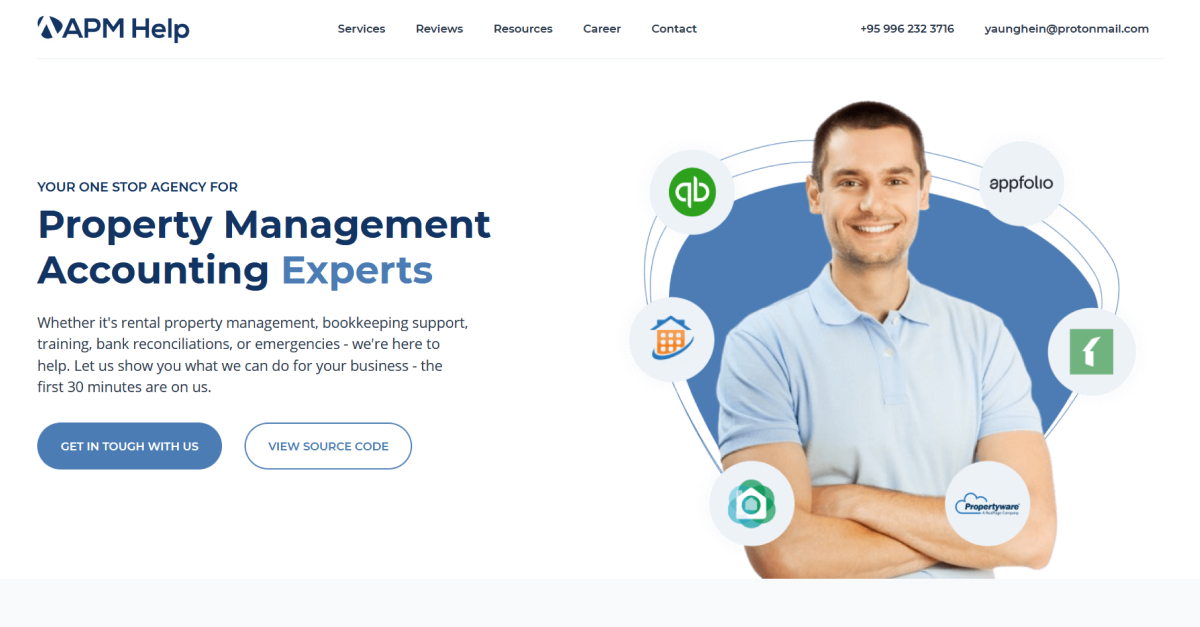 APM Help
Services
Reviews
Resources
Career
Contact
+95 996 232 3716
yaunghein@protonmail.com
YOUR ONE STOP AGENCY FOR
Property Management
Accounting Experts
Whether it's rental property management, bookkeeping support,
training, bank reconciliations, or emergencies - we're here to
help. Let us show you what we can do for your business - the
first 30 minutes are on us.
GET IN TOUGH WITH US
VIEW SOURCE CODE
qb
appfolio
Propertyware